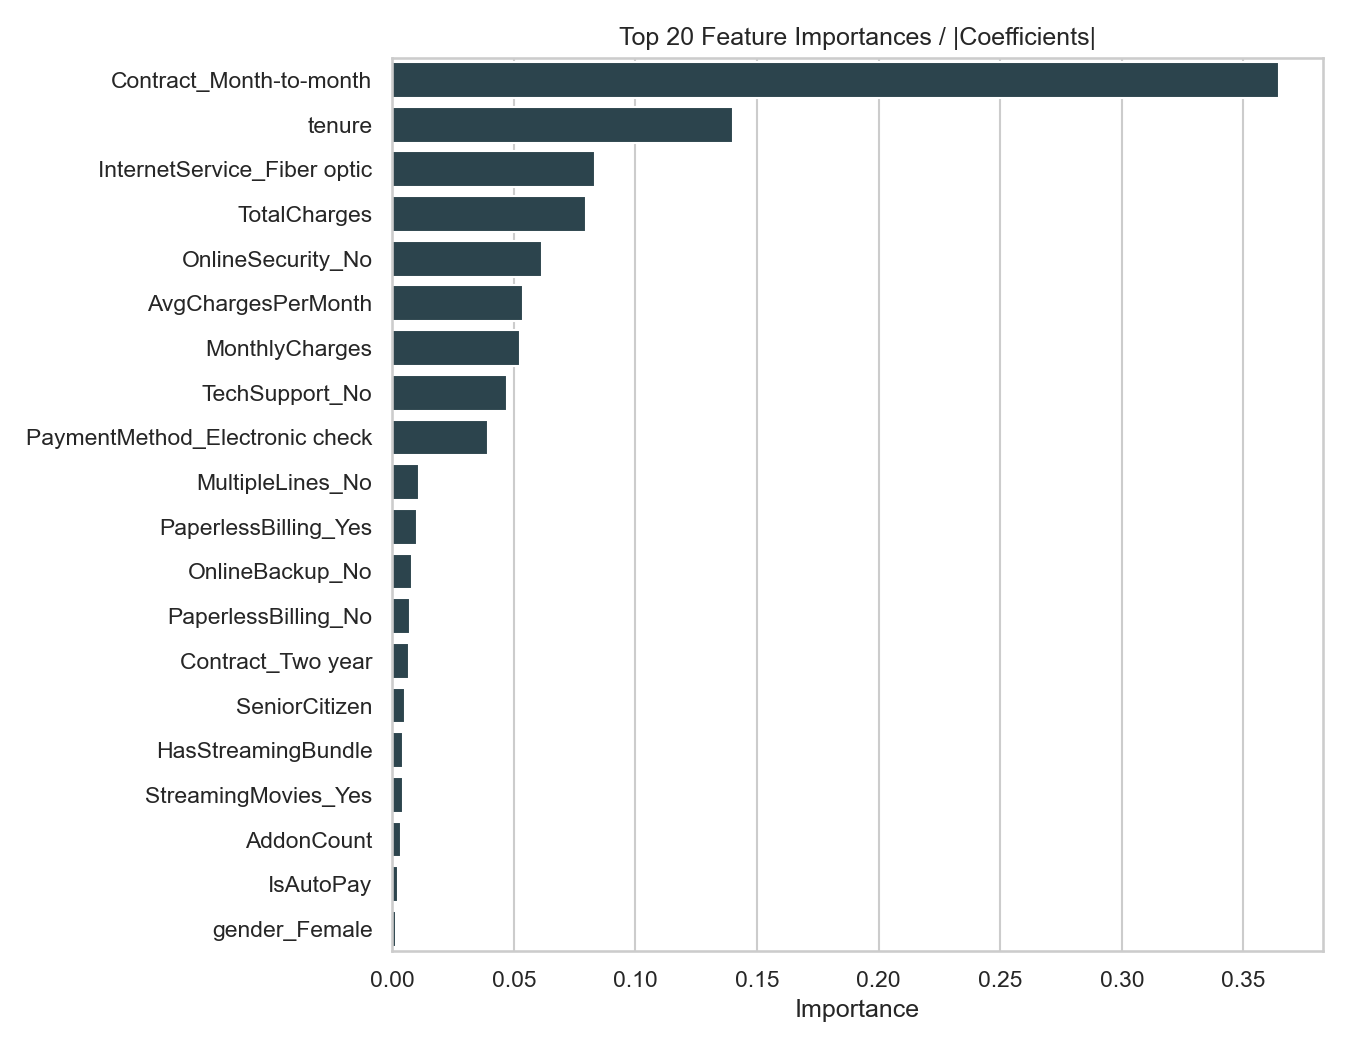 Top 20 Feature Importances / |Coefficients|
Contract_Month-to-month
tenure
InternetService_Fiber optic
TotalCharges
OnlineSecurity_No
AvgChargesPerMonth
MonthlyCharges
TechSupport_No
PaymentMethod_Electronic check
MultipleLines_No
PaperlessBilling_Yes
OnlineBackup_No
PaperlessBilling_No
Contract_Two year
SeniorCitizen
HasStreamingBundle
StreamingMovies_Yes
AddonCount
IsAutoPay
gender_Female
0.00 0.05 0.10 0.15 0.20 0.25 0.30 0.35
Importance